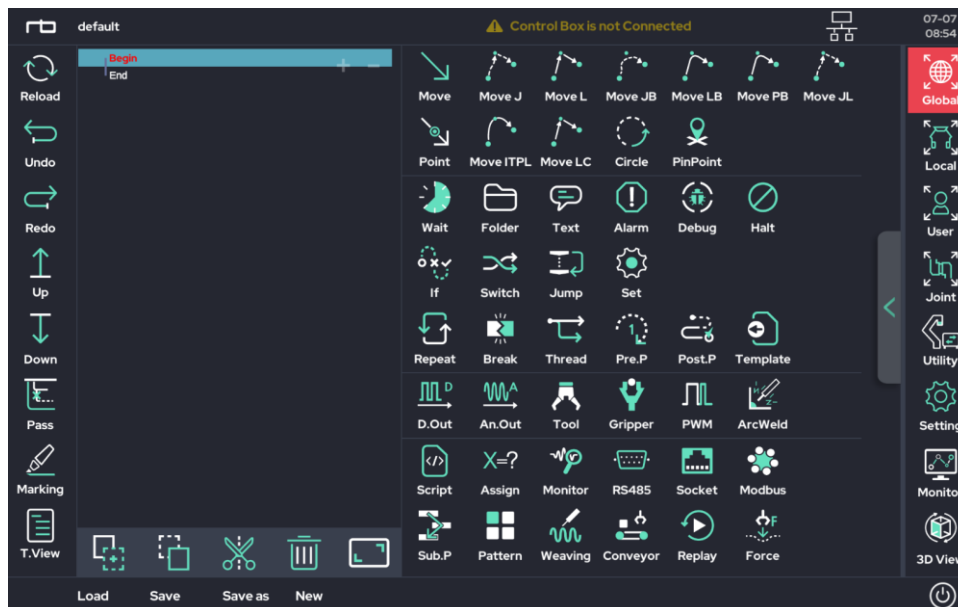 default
Control Box is not Connected
07-07
08:54
Reload
Undo
Redo
Up
Down
Pass
Marking
T.View
Begin
End
Move Move J Move L Move JB Move LB Move PB Move JL
Point Move ITPL Move LC Circle PinPoint
Wait Folder Text Alarm Debug Halt
If Switch Jump Set
Repeat Break Thread Pre.P Post.P Template
D.Out An.Out Tool Gripper PWM ArcWeld
Script Assign Monitor RS485 Socket Modbus
Sub.P Pattern Weaving Conveyor Replay Force
Global
Local
User
Joint
Utility
Setting
Monito
3D View
Load Save Save as New